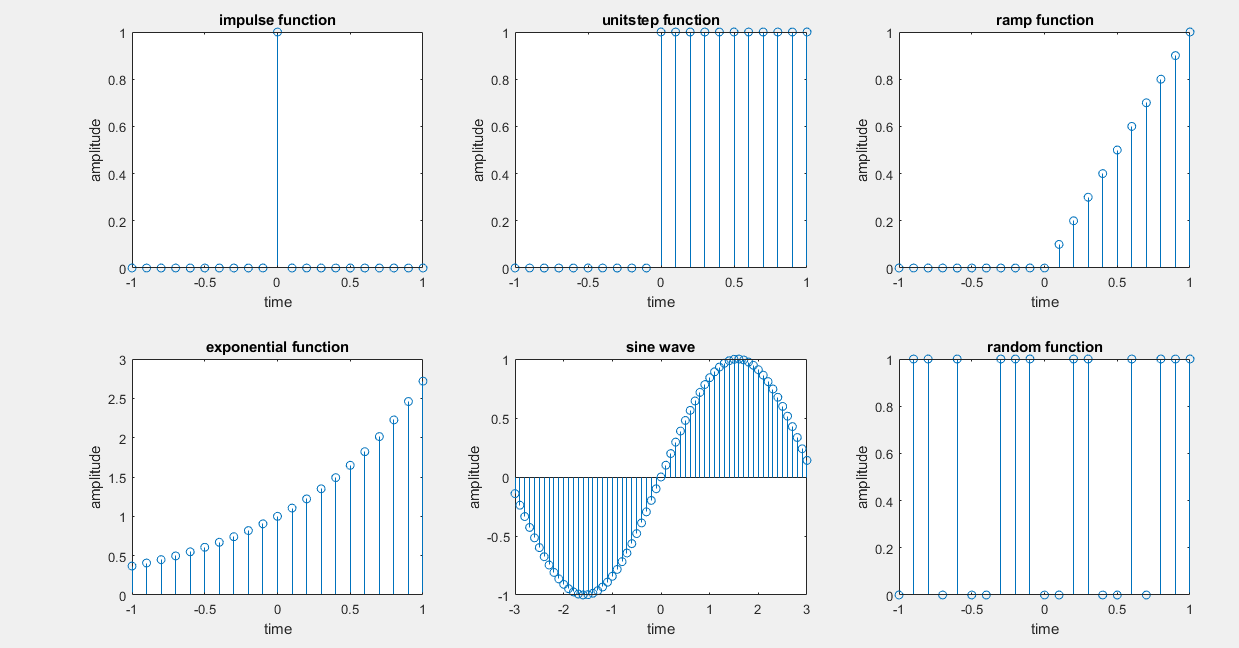 impulse function
1
0.8
0.6
0.4
0.2
0
amplitude
-1 -0.5 0 0.5 1
time
unitstep function
1
0.8
0.6
0.4
0.2
0
amplitude
-1 -0.5 0 0.5 1
time
ramp function
1
0.8
0.6
0.4
0.2
0
amplitude
-1 -0.5 0 0.5 1
time
exponential function
3
2.5
2
1.5
1
0.5
0
amplitude
-1 -0.5 0 0.5 1
time
sine wave
1
0.5
0
-0.5
-1
amplitude
-3 -2 -1 0 1 2 3
time
random function
1
0.8
0.6
0.4
0.2
0
amplitude
-1 -0.5 0 0.5 1
time